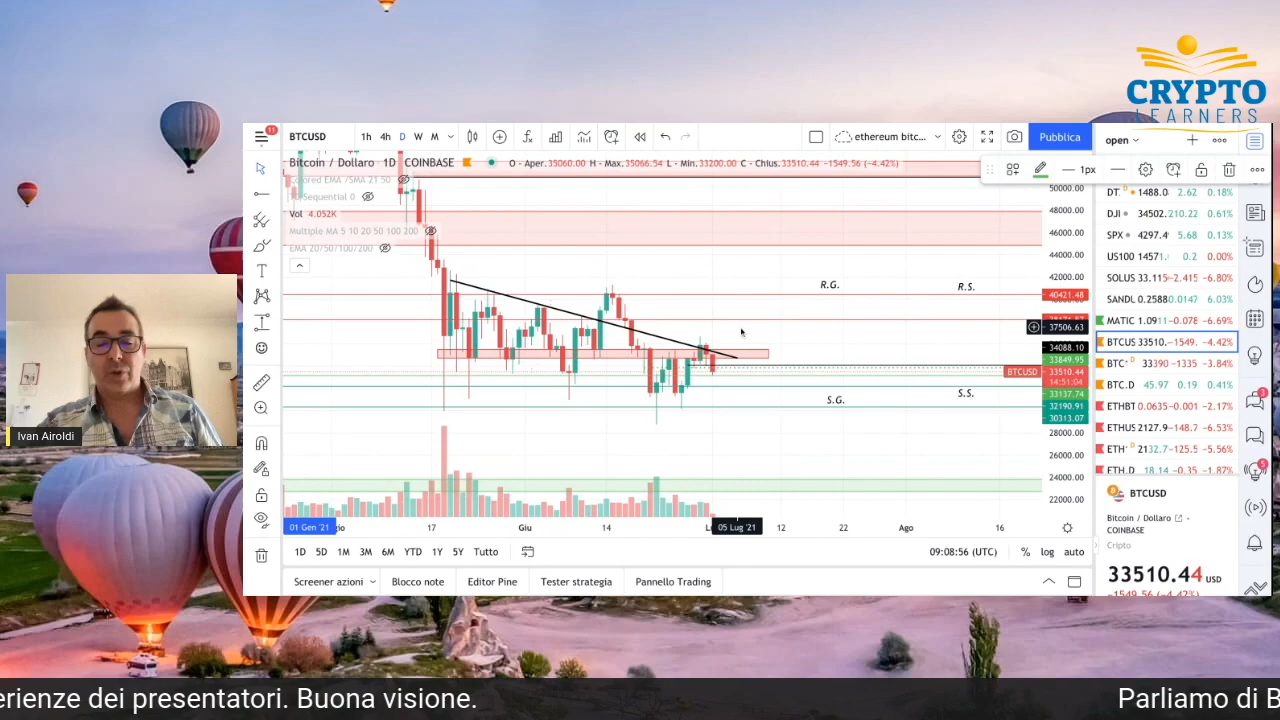 CRYPTO
LEARNERS
11
BTCUSD 1h 4h D W M ethereum bitc... Pubblica open
Bitcoin / Dollaro 1D COINBASE O - Aper.35060.00 H - Max.35066.54 L - Min.33200.00 C - Chius.33510.44 −1549.56 (−4.42%)
1px
Sequential 0
Vol 4.052K
Multiple MA 5 10 20 50 100 200
EMA 20/50/100/200
50000.00
48000.00
46000.00
44000.00
42000.00
40421.48
37506.63
34088.10
33849.95
BTCUSD 33510.44
14:51:04
33137.74
32190.91
30313.07
28000.00
26000.00
24000.00
22000.00
R.G. R.S.
S.G. S.S.
DJI 34502. 210.22 0.61%
SPX 4297.4 5.68 0.13%
US100 14571. 0.2 0.00%
SOLUS 33.115 −2.415 −6.80%
SANDL 0.2588 0.0147 6.03%
MATIC 1.0911 −0.078 −6.69%
BTCUS 33510. −1549. −4.42%
BTC D 33390 −1335 −3.84%
BTC.D 45.97 0.19 0.41%
ETHBT 0.0635 −0.001 −2.17%
ETHUS 2127.9 −148.7 −6.53%
ETH D 2132.7 −125.5 −5.56%
ETH.D 18.14 −0.35 −1.87%
3
5
BTCUSD
Bitcoin / Dollaro
COINBASE
Cripto
33510.44 USD
−1549.56 (−4.42%)
01 Gen '21 17 Giu 14 05 Lug '21 12 22 Ago 16
1D 5D 1M 3M 6M YTD 1Y 5Y Tutto 09:08:56 (UTC) % log auto
Screener azioni Blocco note Editor Pine Tester strategia Pannello Trading
Ivan Airoldi
erienze dei presentatori. Buona visione. Parliamo di B